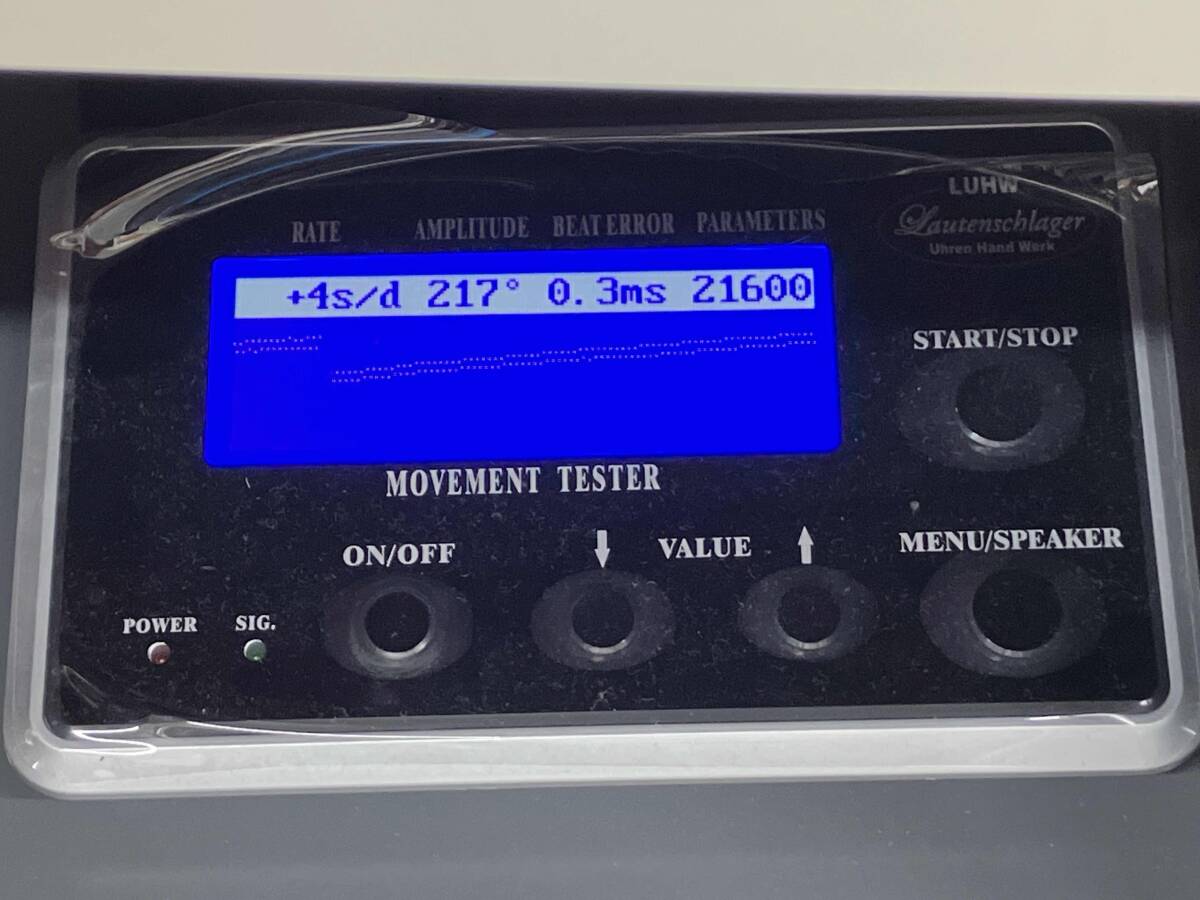 LUHW
Lautenschlager
Uhren Hand Werk
RATE AMPLITUDE BEAT ERROR PARAMETERS
+4s/d 217° 0.3ms 21600
START/STOP
MOVEMENT TESTER
ON/OFF ↓ VALUE ↑ MENU/SPEAKER
POWER SIG.